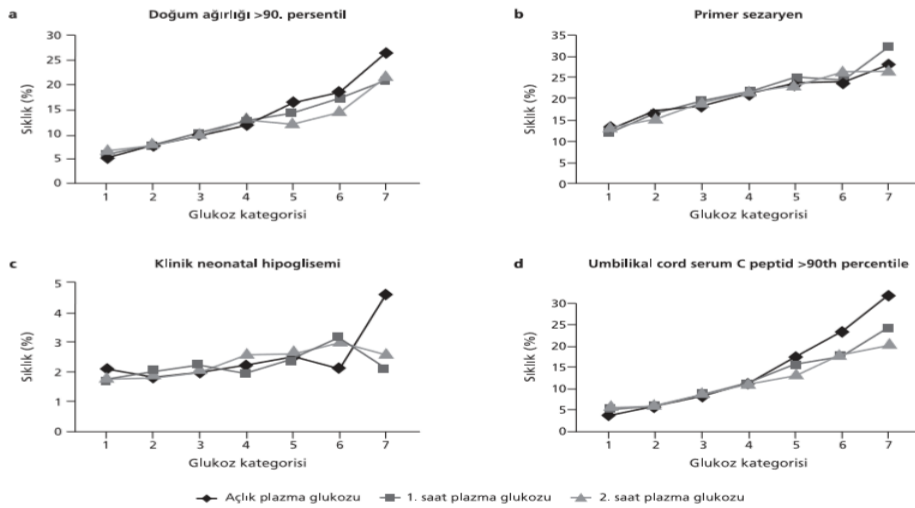 a Doğum ağırlığı >90. persentil
Sıklık (%)
30
25
20
15
10
5
0
1 2 3 4 5 6 7
Glukoz kategorisi
b Primer sezaryen
Sıklık (%)
35
30
25
20
15
10
5
0
1 2 3 4 5 6 7
Glukoz kategorisi
c Klinik neonatal hipoglisemi
Sıklık (%)
5
4
3
2
1
0
1 2 3 4 5 6 7
Glukoz kategorisi
d Umbilikal cord serum C peptid >90th percentile
Sıklık (%)
30
25
20
15
10
5
0
1 2 3 4 5 6 7
Glukoz kategorisi
Açlık plazma glukozu 1. saat plazma glukozu 2. saat plazma glukozu